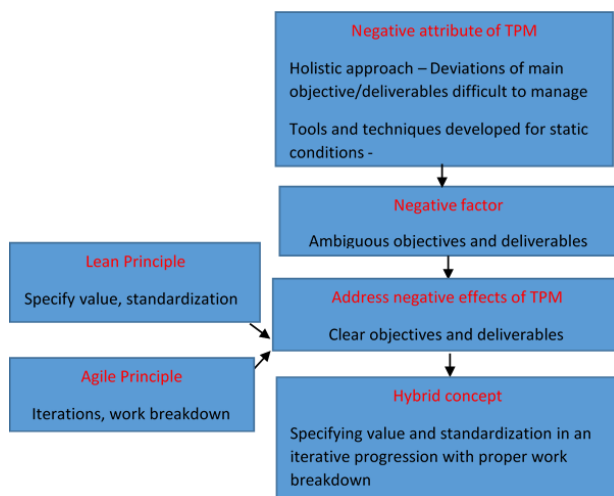 Negative attribute of TPM
Holistic approach – Deviations of main
objective/deliverables difficult to manage
Tools and techniques developed for static
conditions -
Negative factor
Ambiguous objectives and deliverables
Lean Principle
Specify value, standardization
Address negative effects of TPM
Clear objectives and deliverables
Agile Principle
Iterations, work breakdown
Hybrid concept
Specifying value and standardization in an
iterative progression with proper work
breakdown